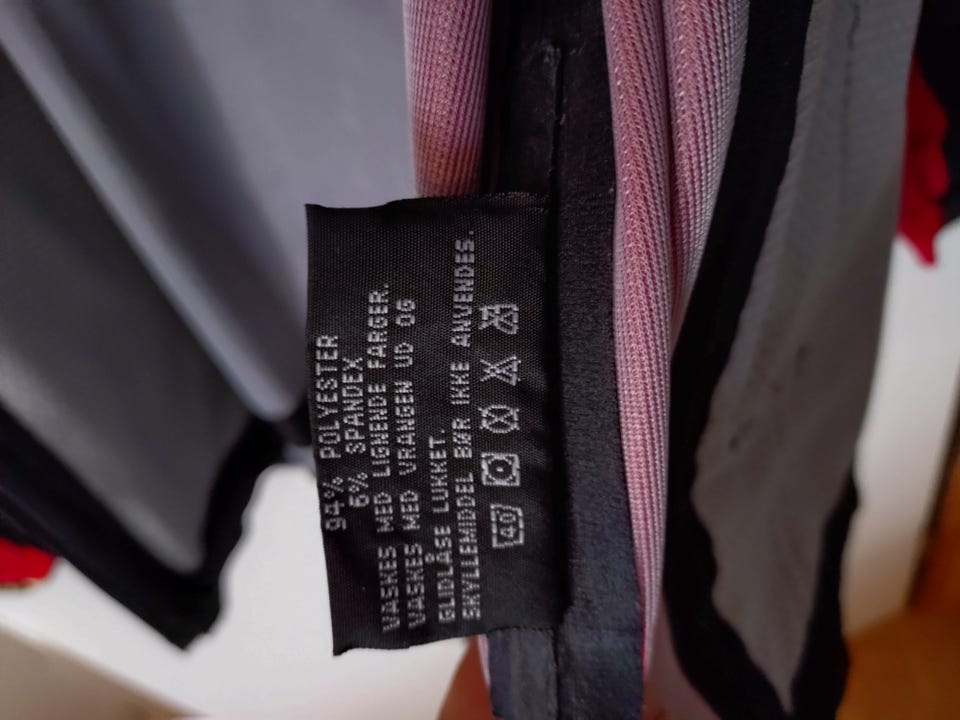 94% POLYESTER
6% SPANDEX
VASKES MED LIGNENDE FARGER.
VASKES MED VRANGEN UD OG
GLIDLÅSE LUKKET.
SKYLLEMIDDEL BØR IKKE ANVENDES.
40